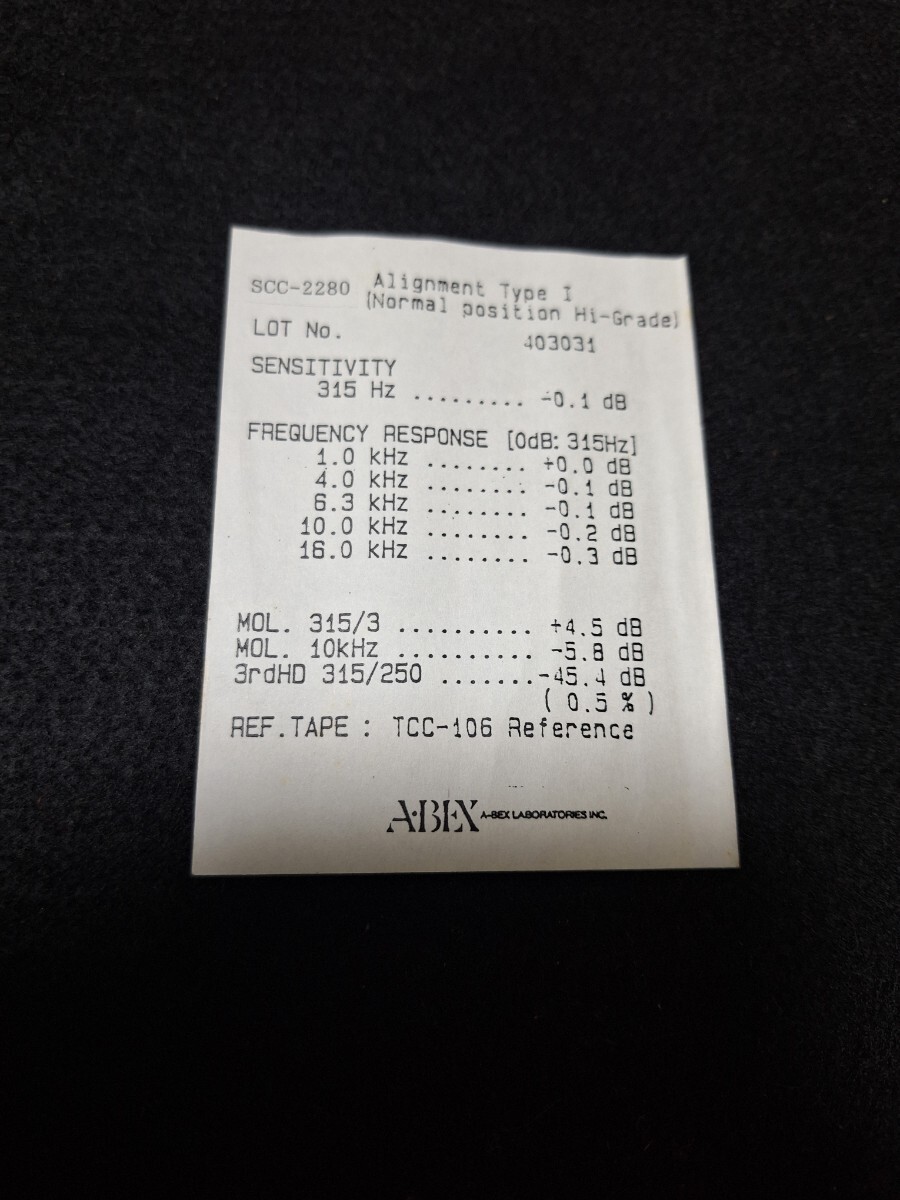 SCC-2280 Alignment Type I
(Normal position Hi-Grade)
LOT No. 403031
SENSITIVITY
315 Hz ......... -0.1 dB
FREQUENCY RESPONSE [0dB: 315Hz]
1.0 kHz ........ +0.0 dB
4.0 kHz ........ -0.1 dB
6.3 kHz ........ -0.1 dB
10.0 kHz ........ -0.2 dB
16.0 kHz ........ -0.3 dB
MOL. 315/3 .......... +4.5 dB
MOL. 10kHz .......... -5.8 dB
3rdHD 315/250 .......-45.4 dB
( 0.5 % )
REF.TAPE : TCC-106 Reference
A·BEX A-BEX LABORATORIES INC.